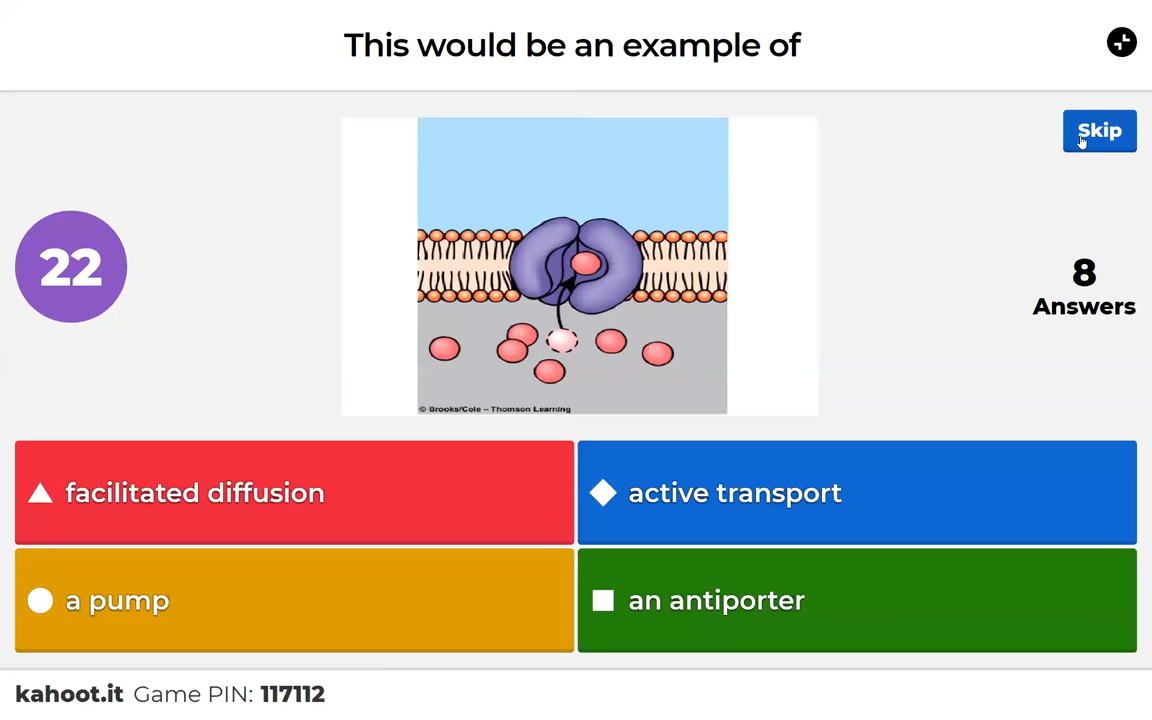 This would be an example of
Skip
22
8
Answers
© Brooks/Cole – Thomson Learning
facilitated diffusion
active transport
a pump
an antiporter
kahoot.it Game PIN: 117112